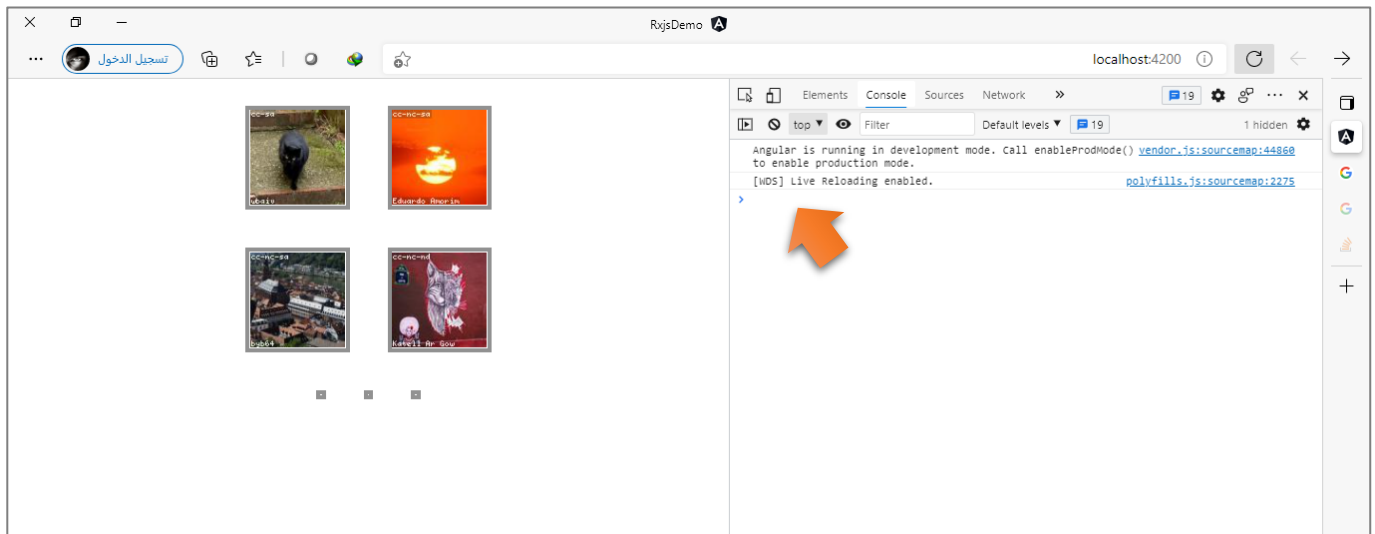 RxjsDemo
تسجيل الدخول
localhost:4200
Elements Console Sources Network 19
top Filter Default levels 19 1 hidden
Angular is running in development mode. Call enableProdMode() vendor.js:sourcemap:44860
to enable production mode.
[WDS] Live Reloading enabled. polyfills.js:sourcemap:2275
cc-sa cc-nc-sa
ubaiv Eduardo Amorim
cc-nc-sa cc-nc-nd
byb64 Katell Ar Gow